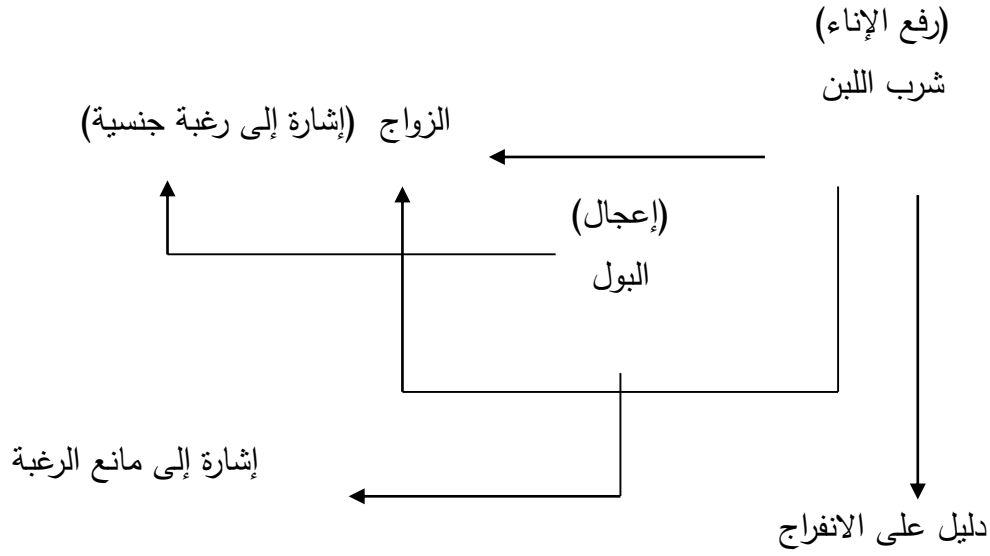 (رفع الإناء)
شرب اللبن
الزواج (إشارة إلى رغبة جنسية)
(إعجال)
البول
إشارة إلى مانع الرغبة
دليل على الانفراج